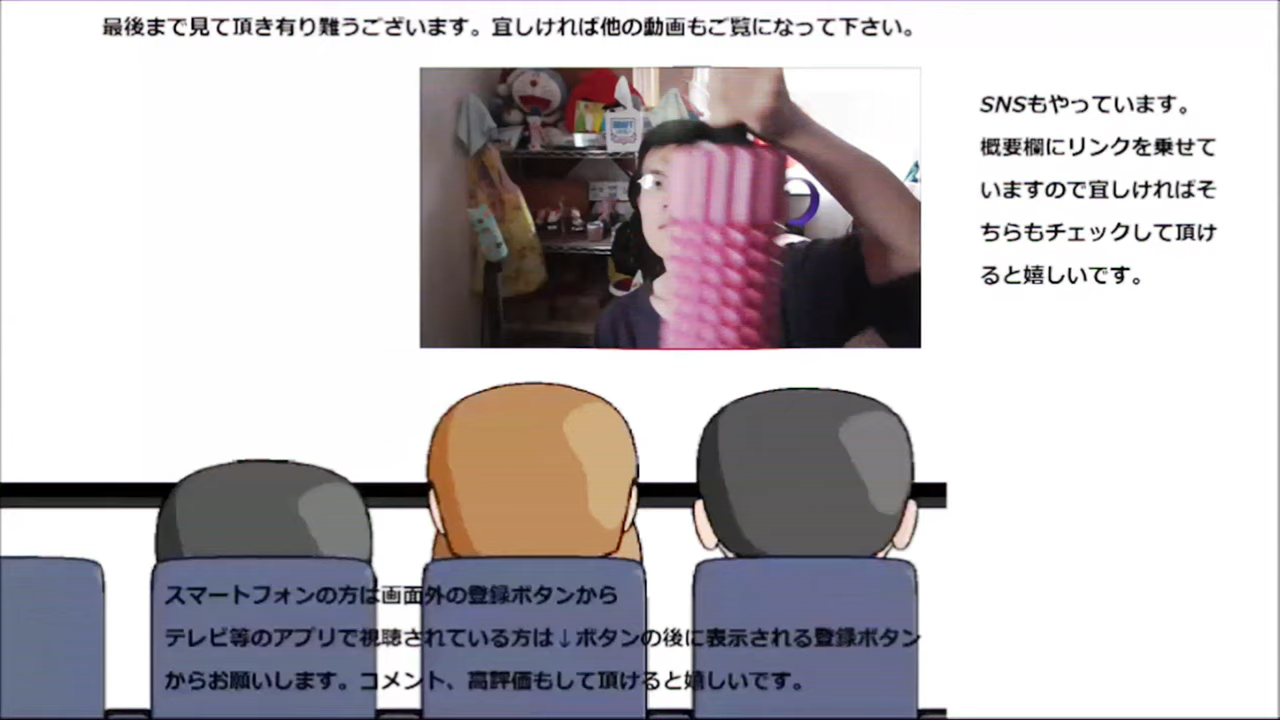 最後まで見て頂き有り難うございます。宜しければ他の動画もご覧になって下さい。
SNSもやっています。
概要欄にリンクを乗せて
いますので宜しければそ
ちらもチェックして頂け
ると嬉しいです。
スマートフォンの方は画面外の登録ボタンから
テレビ等のアプリで視聴されている方は↓ボタンの後に表示される登録ボタン
からお願いします。コメント、高評価もして頂けると嬉しいです。